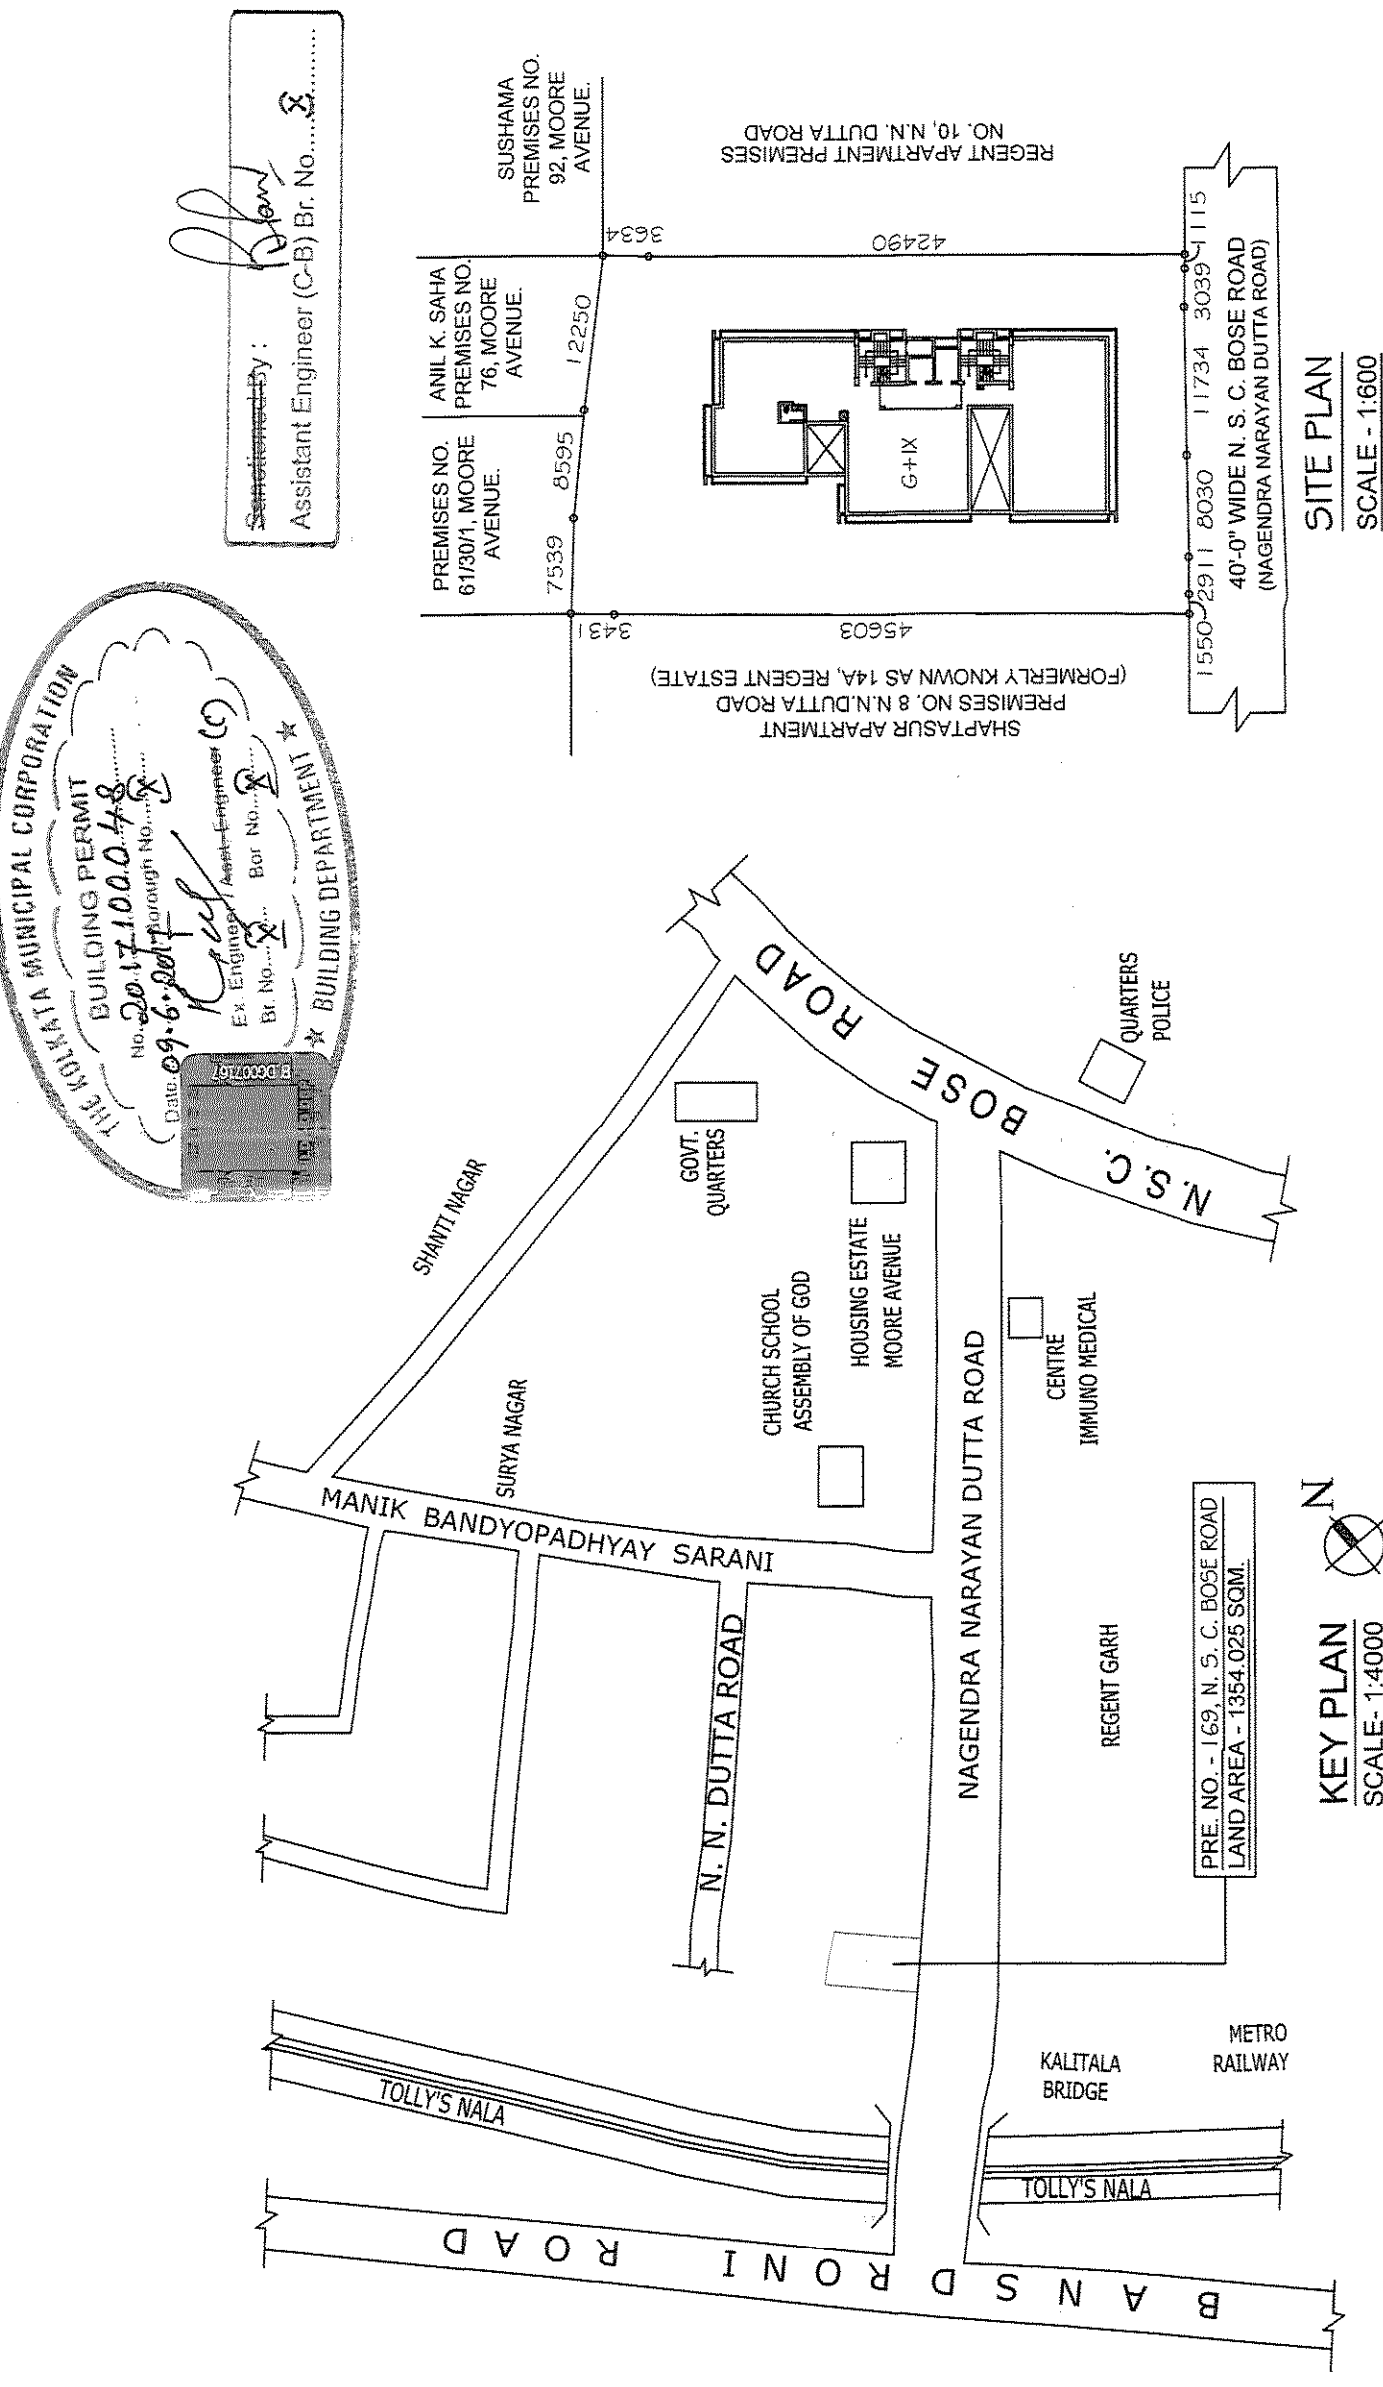 THE KOLKATA MUNICIPAL CORPORATION
BUILDING PERMIT
No. 2017100048
Date 09.6.2017 Borough No. X
Ex. Engineer / Asst. Engineer (C)
Br. No. X Bor No. X
★ BUILDING DEPARTMENT ★
B DG007167
Sanctioned By :
Assistant Engineer (C-B) Br. No. X
BANSDRONI ROAD
TOLLY'S NALA
TOLLY'S NALA
KALITALA
BRIDGE
METRO
RAILWAY
MANIK BANDYOPADHYAY SARANI
N. N. DUTTA ROAD
NAGENDRA NARAYAN DUTTA ROAD
SURYA NAGAR
SHANTI NAGAR
GOVT.
QUARTERS
CHURCH SCHOOL
ASSEMBLY OF GOD
HOUSING ESTATE
MOORE AVENUE
N.S.C. BOSE ROAD
QUARTERS
POLICE
CENTRE
IMMUNO MEDICAL
REGENT GARH
PRE. NO. - 169, N. S. C. BOSE ROAD
LAND AREA - 1354.025 SQM.
KEY PLAN
SCALE- 1:4000
N
PREMISES NO.
61/30/1, MOORE
AVENUE.
ANIL K. SAHA
PREMISES NO.
76, MOORE
AVENUE.
SUSHAMA
PREMISES NO.
92, MOORE
AVENUE.
7539
8595
12250
3431
45603
3634
42490
SHAPTASUR APARTMENT
PREMISES NO. 8 N.N.DUTTA ROAD
(FORMERLY KNOWN AS 14A, REGENT ESTATE)
REGENT APARTMENT PREMISES
NO. 10, N.N. DUTTA ROAD
G+IX
1550 2911 8030 11734 3039 1115
40'-0" WIDE N. S. C. BOSE ROAD
(NAGENDRA NARAYAN DUTTA ROAD)
SITE PLAN
SCALE - 1:600